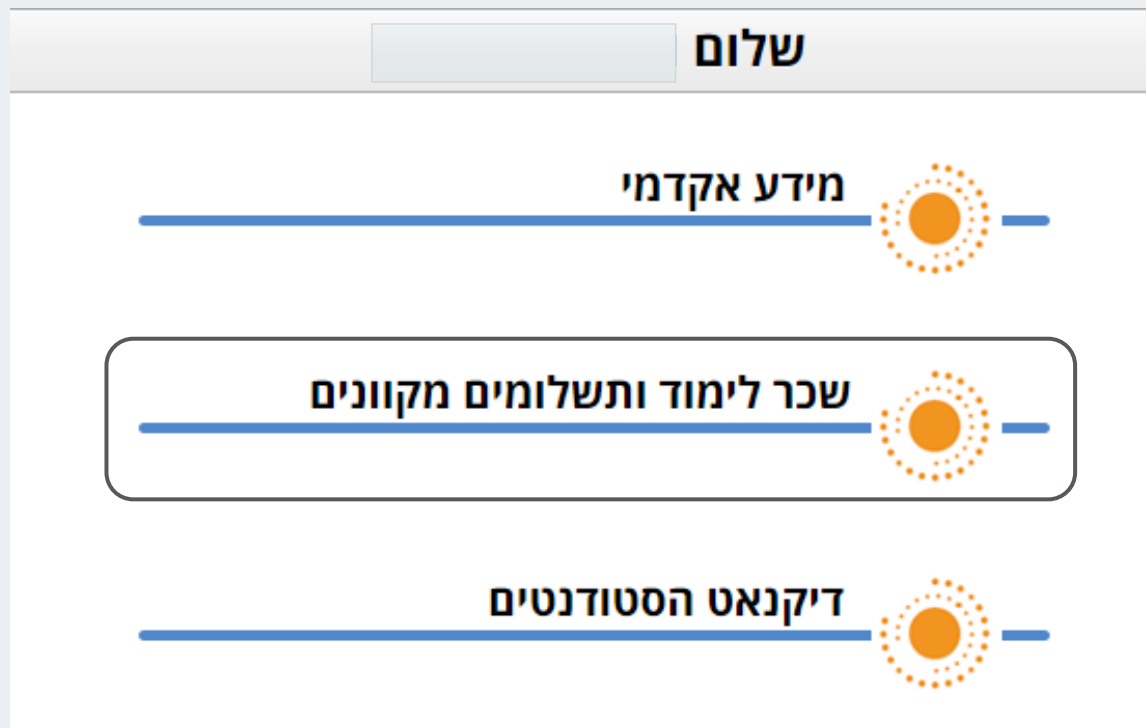 שלום
מידע אקדמי
שכר לימוד ותשלומים מקוונים
דיקנאט הסטודנטים